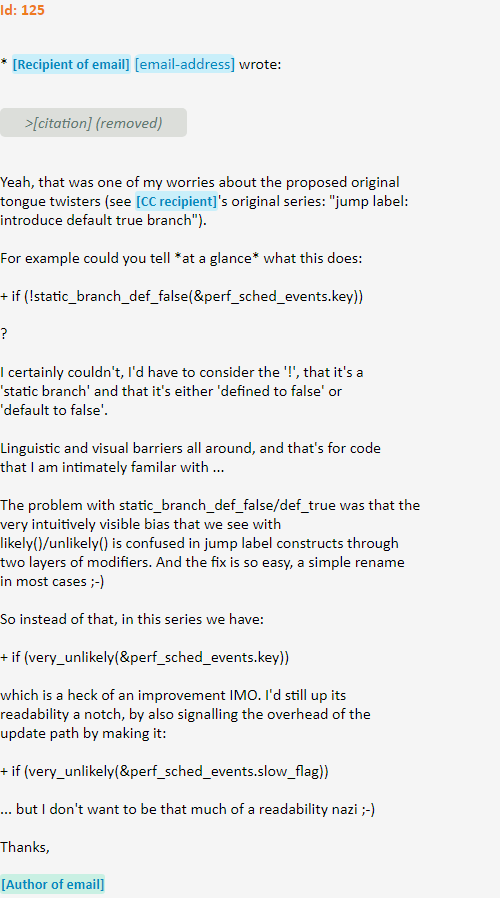 Id: 125
* [Recipient of email] [email-address] wrote:
>[citation] (removed)
Yeah, that was one of my worries about the proposed original
tongue twisters (see [CC recipient]'s original series: "jump label:
introduce default true branch").
For example could you tell *at a glance* what this does:
+ if (!static_branch_def_false(&perf_sched_events.key))
?
I certainly couldn't, I'd have to consider the '!', that it's a
'static branch' and that it's either 'defined to false' or
'default to false'.
Linguistic and visual barriers all around, and that's for code
that I am intimately familar with ...
The problem with static_branch_def_false/def_true was that the
very intuitively visible bias that we see with
likely()/unlikely() is confused in jump label constructs through
two layers of modifiers. And the fix is so easy, a simple rename
in most cases ;-)
So instead of that, in this series we have:
+ if (very_unlikely(&perf_sched_events.key))
which is a heck of an improvement IMO. I'd still up its
readability a notch, by also signalling the overhead of the
update path by making it:
+ if (very_unlikely(&perf_sched_events.slow_flag))
... but I don't want to be that much of a readability nazi ;-)
Thanks,
[Author of email]